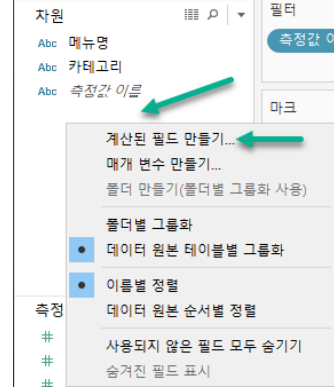 차원
필터
측정값 이
마크
Abc 메뉴명
Abc 카테고리
Abc 측정값 이름
계산된 필드 만들기...
매개 변수 만들기...
폴더 만들기(폴더별 그룹화 사용)
폴더별 그룹화
데이터 원본 테이블별 그룹화
이름별 정렬
데이터 원본 순서별 정렬
사용되지 않은 필드 모두 숨기기
숨겨진 필드 표시
측정
#
#
#